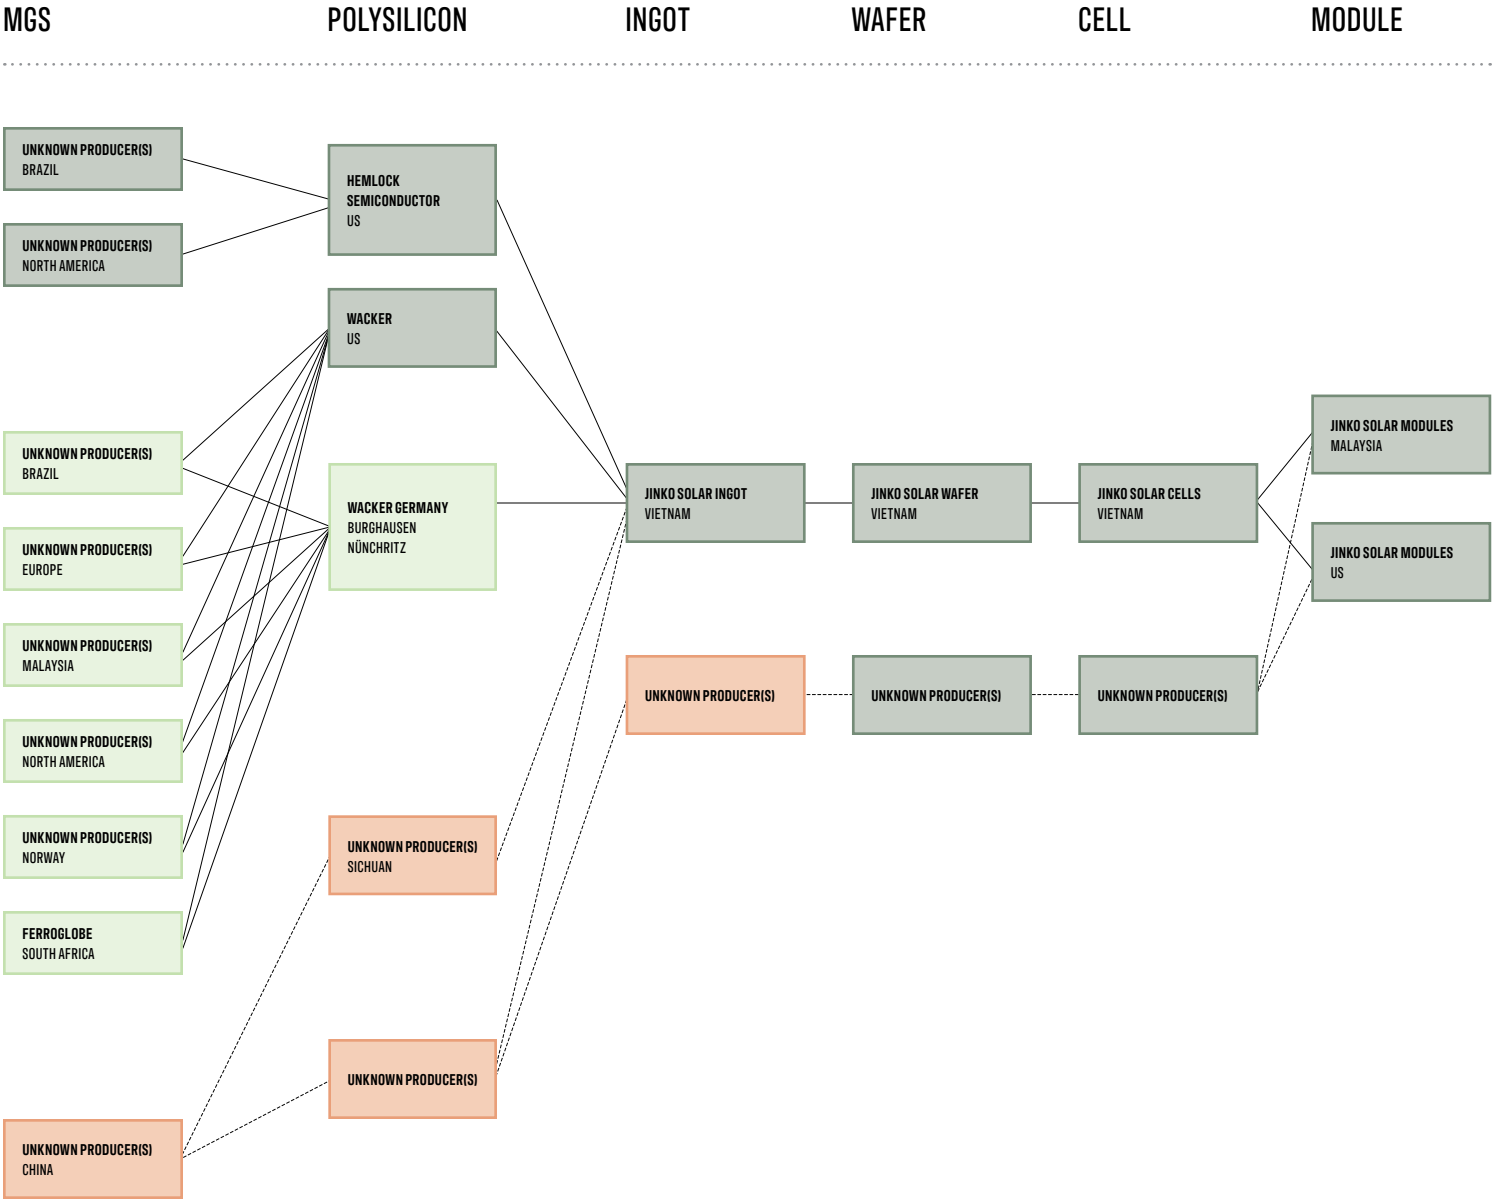 MGS
POLYSILICON
INGOT
WAFER
CELL
MODULE
UNKNOWN PRODUCER(S)
BRAZIL
UNKNOWN PRODUCER(S)
NORTH AMERICA
UNKNOWN PRODUCER(S)
BRAZIL
UNKNOWN PRODUCER(S)
EUROPE
UNKNOWN PRODUCER(S)
MALAYSIA
UNKNOWN PRODUCER(S)
NORTH AMERICA
UNKNOWN PRODUCER(S)
NORWAY
FERROGLOBE
SOUTH AFRICA
UNKNOWN PRODUCER(S)
CHINA
HEMLOCK
SEMICONDUCTOR
US
WACKER
US
WACKER GERMANY
BURGHAUSEN
NÜNCHRITZ
UNKNOWN PRODUCER(S)
SICHUAN
UNKNOWN PRODUCER(S)
JINKO SOLAR INGOT
VIETNAM
UNKNOWN PRODUCER(S)
JINKO SOLAR WAFER
VIETNAM
UNKNOWN PRODUCER(S)
JINKO SOLAR CELLS
VIETNAM
UNKNOWN PRODUCER(S)
JINKO SOLAR MODULES
MALAYSIA
JINKO SOLAR MODULES
US